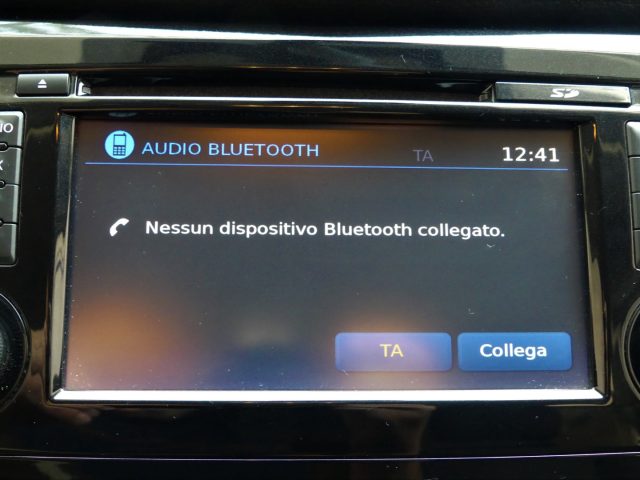 SD
AUDIO BLUETOOTH
TA
12:41
Nessun dispositivo Bluetooth collegato.
TA
Collega